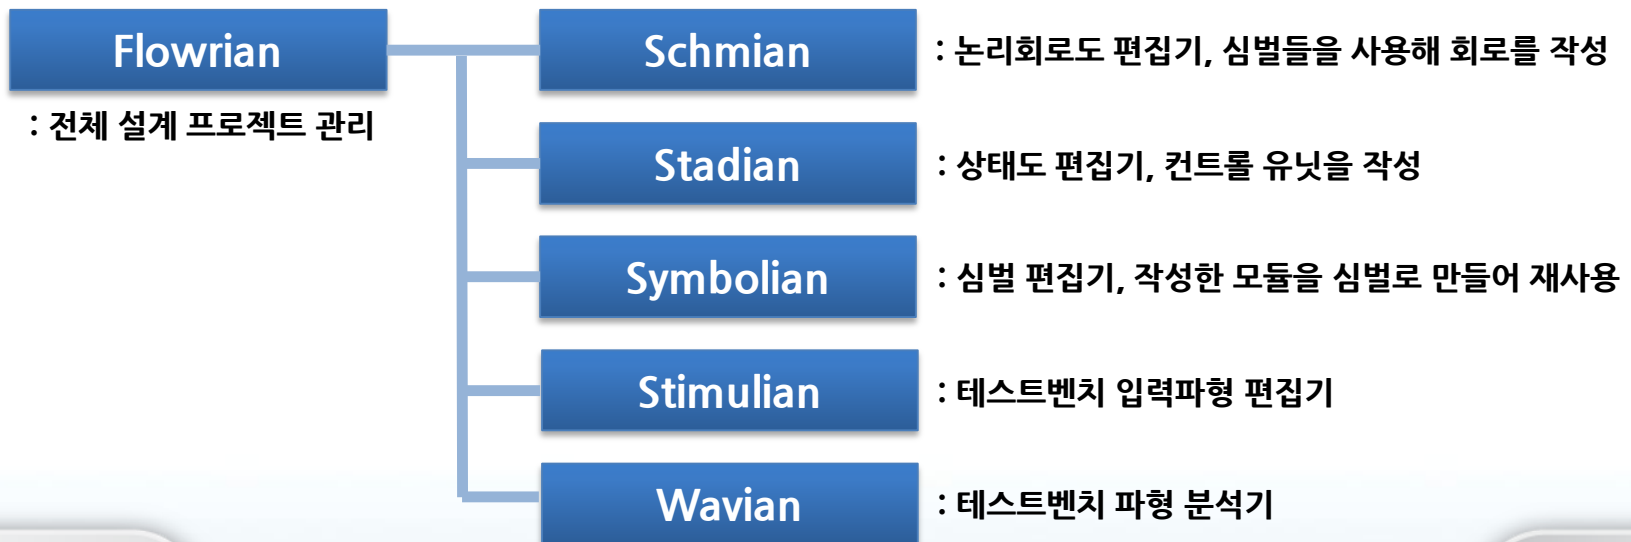 Flowrian
: 전체 설계 프로젝트 관리
Schmian
: 논리회로도 편집기, 심벌들을 사용해 회로를 작성
Stadian
: 상태도 편집기, 컨트롤 유닛을 작성
Symbolian
: 심벌 편집기, 작성한 모듈을 심벌로 만들어 재사용
Stimulian
: 테스트벤치 입력파형 편집기
Wavian
: 테스트벤치 파형 분석기